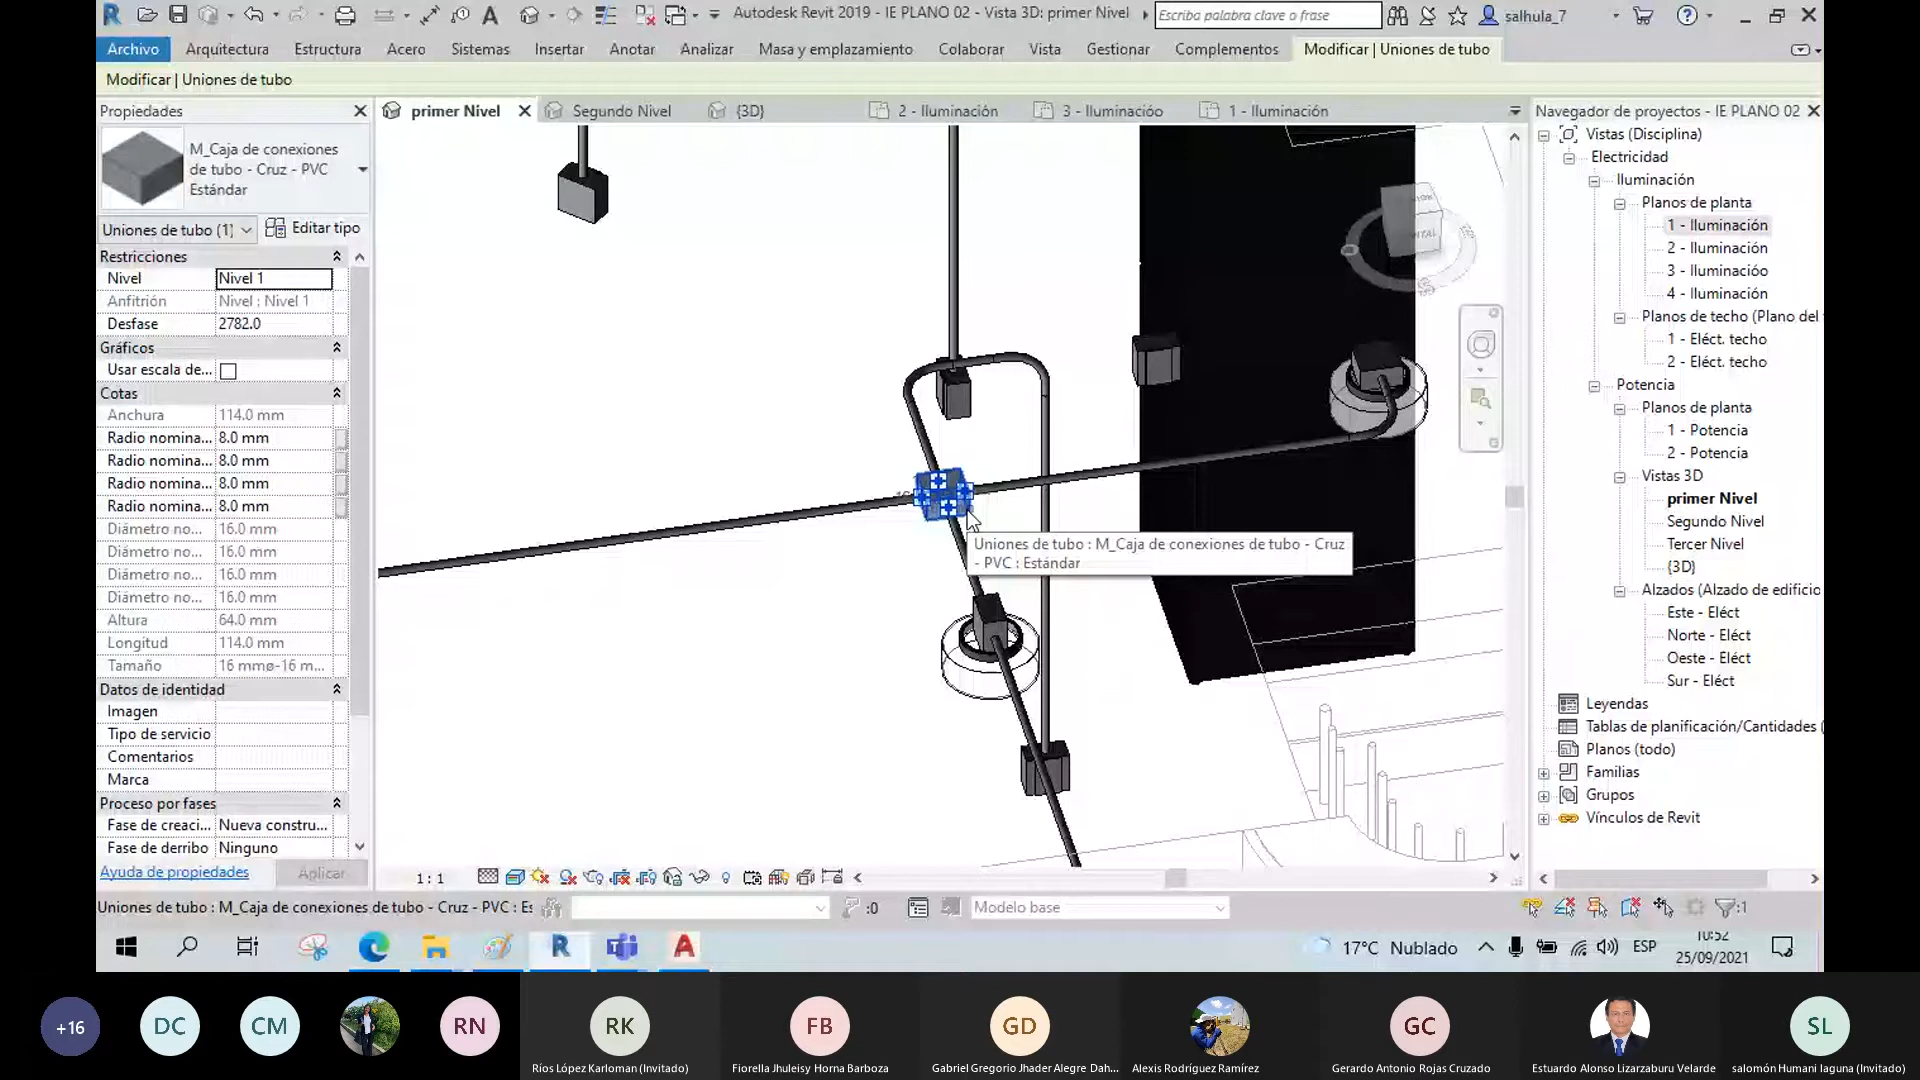 Autodesk Revit 2019 - IE PLANO 02 - Vista 3D: primer Nivel
Escriba palabra clave o frase
salhula_7
Archivo Arquitectura Estructura Acero Sistemas Insertar Anotar Analizar Masa y emplazamiento Colaborar Vista Gestionar Complementos Modificar | Uniones de tubo
Modificar | Uniones de tubo
Propiedades
M_Caja de conexiones
de tubo - Cruz - PVC
Estándar
Uniones de tubo (1)
Editar tipo
Restricciones
Nivel Nivel 1
Anfitrión Nivel : Nivel 1
Desfase 2782.0
Gráficos
Usar escala de...
Cotas
Anchura 114.0 mm
Radio nomina... 8.0 mm
Radio nomina... 8.0 mm
Radio nomina... 8.0 mm
Radio nomina... 8.0 mm
Diámetro no... 16.0 mm
Diámetro no... 16.0 mm
Diámetro no... 16.0 mm
Diámetro no... 16.0 mm
Altura 64.0 mm
Longitud 114.0 mm
Tamaño 16 mmø-16 m...
Datos de identidad
Imagen
Tipo de servicio
Comentarios
Marca
Proceso por fases
Fase de creaci... Nueva constru...
Fase de derribo Ninguno
Ayuda de propiedades
Aplicar
primer Nivel
Segundo Nivel
{3D}
2 - Iluminación
3 - Iluminacióo
1 - Iluminación
Uniones de tubo : M_Caja de conexiones de tubo - Cruz
- PVC : Estándar
1 : 1
Navegador de proyectos - IE PLANO 02
Vistas (Disciplina)
Electricidad
Iluminación
Planos de planta
1 - Iluminación
2 - Iluminación
3 - Iluminacióo
4 - Iluminación
Planos de techo (Plano del
1 - Eléct. techo
2 - Eléct. techo
Potencia
Planos de planta
1 - Potencia
2 - Potencia
Vistas 3D
primer Nivel
Segundo Nivel
Tercer Nivel
{3D}
Alzados (Alzado de edificio
Este - Eléct
Norte - Eléct
Oeste - Eléct
Sur - Eléct
Leyendas
Tablas de planificación/Cantidades (
Planos (todo)
Familias
Grupos
Vínculos de Revit
Uniones de tubo : M_Caja de conexiones de tubo - Cruz - PVC : Es
:0
Modelo base
:1
17°C Nublado
ESP
10:52
25/09/2021
+16
DC
CM
RN
RK
FB
GD
GC
SL
Ríos López Karloman (Invitado)
Fiorella Jhuleisy Horna Barboza
Gabriel Gregorio Jhader Alegre Dah...
Alexis Rodríguez Ramírez
Gerardo Antonio Rojas Cruzado
Estuardo Alonso Lizarzaburu Velarde
salomón Humani laguna (Invitado)